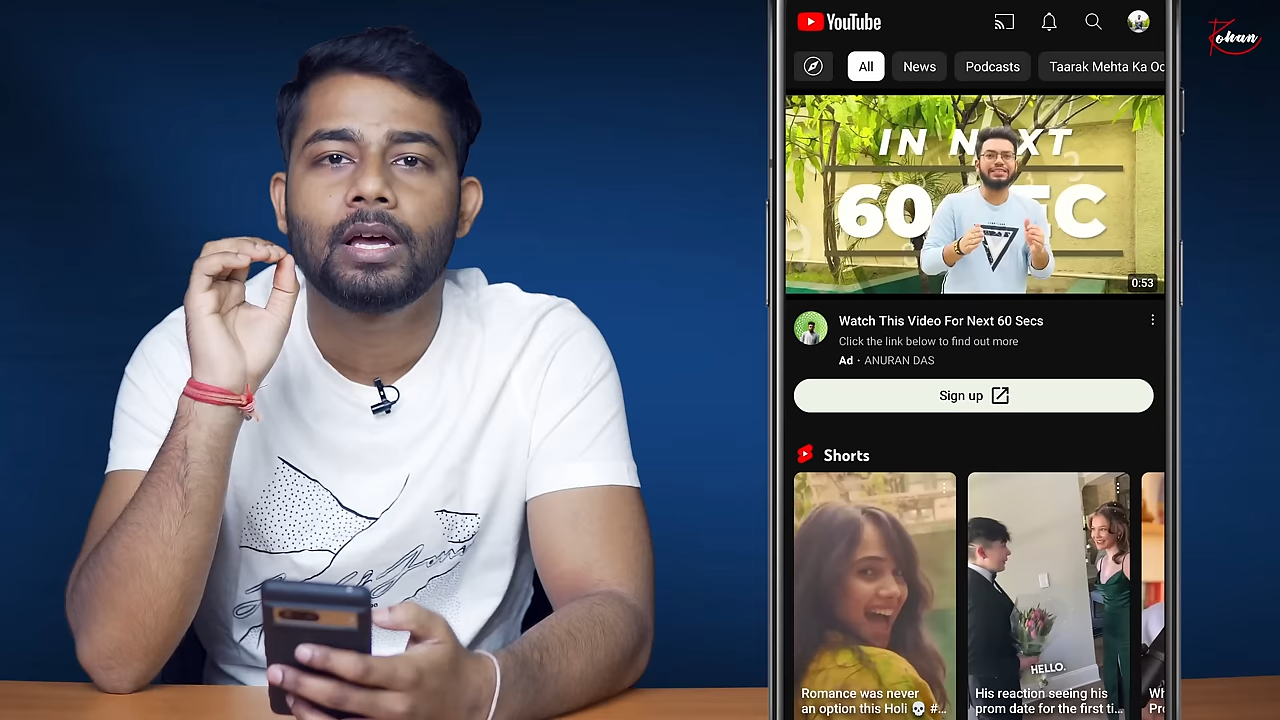 YouTube
Rohan
All
News
Podcasts
Taarak Mehta Ka Oo
IN NEXT
60 SEC
0:53
Watch This Video For Next 60 Secs
Click the link below to find out more
Ad · ANURAN DAS
Sign up
Shorts
HELLO.
Romance was never
an option this Holi 💀 #...
His reaction seeing his
prom date for the first ti...
Wh
Pro